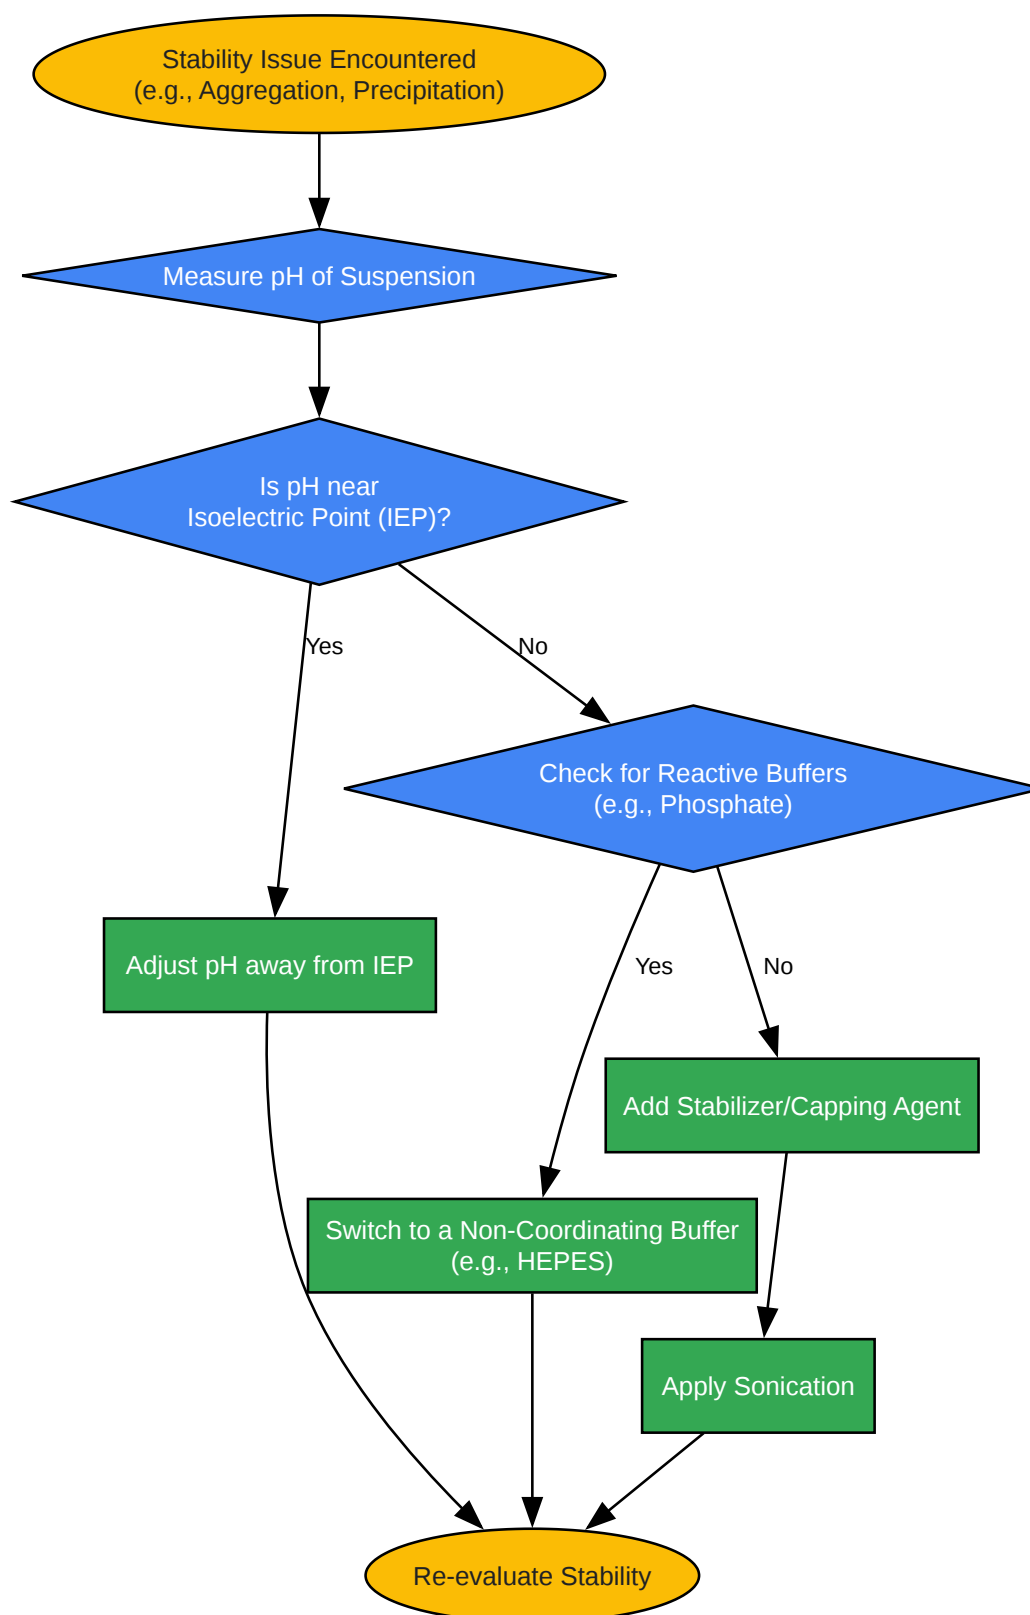 Stability Issue Encountered
(e.g., Aggregation, Precipitation)
Measure pH of Suspension
Is pH near
Isoelectric Point (IEP)?
Yes
No
Check for Reactive Buffers
(e.g., Phosphate)
Adjust pH away from IEP
Yes
No
Add Stabilizer/Capping Agent
Switch to a Non-Coordinating Buffer
(e.g., HEPES)
Apply Sonication
Re-evaluate Stability